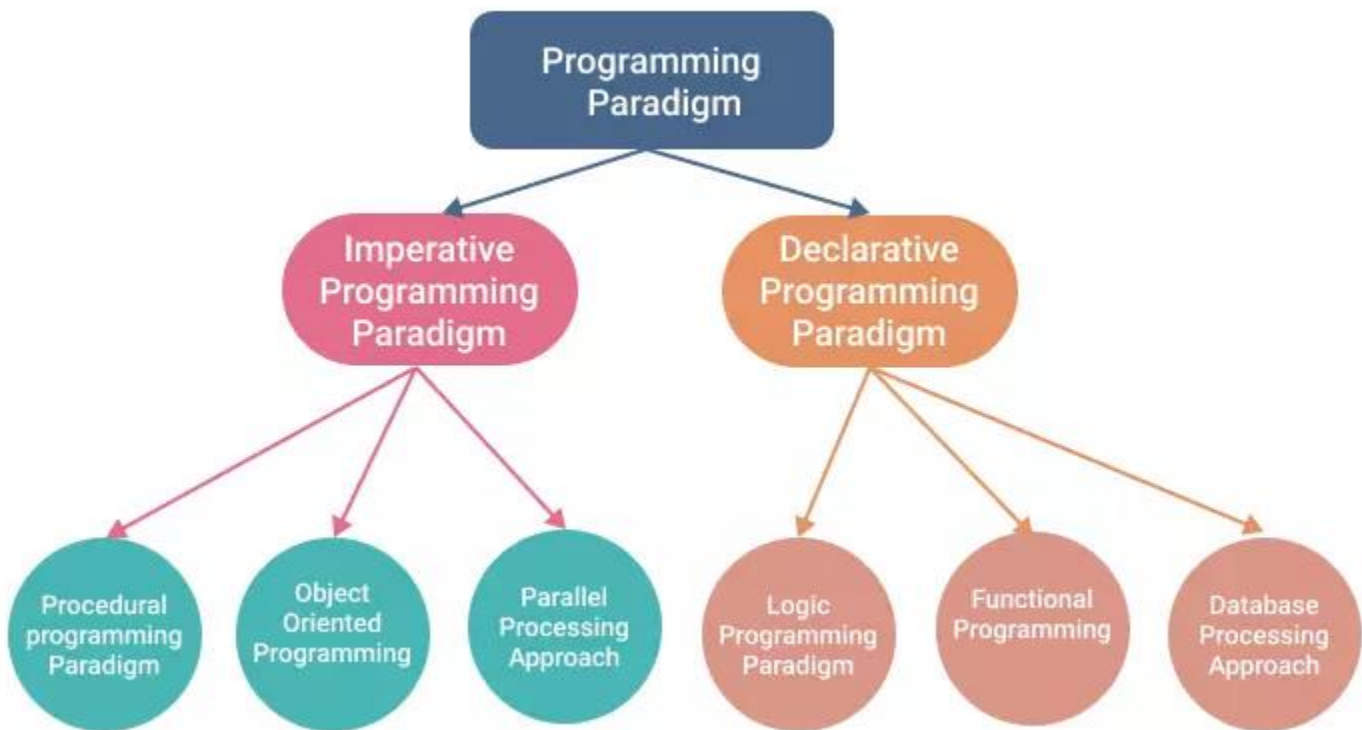 Programming
Paradigm
Imperative
Programming
Paradigm
Declarative
Programming
Paradigm
Procedural
programming
Paradigm
Object
Oriented
Programming
Parallel
Processing
Approach
Logic
Programming
Paradigm
Functional
Programming
Database
Processing
Approach